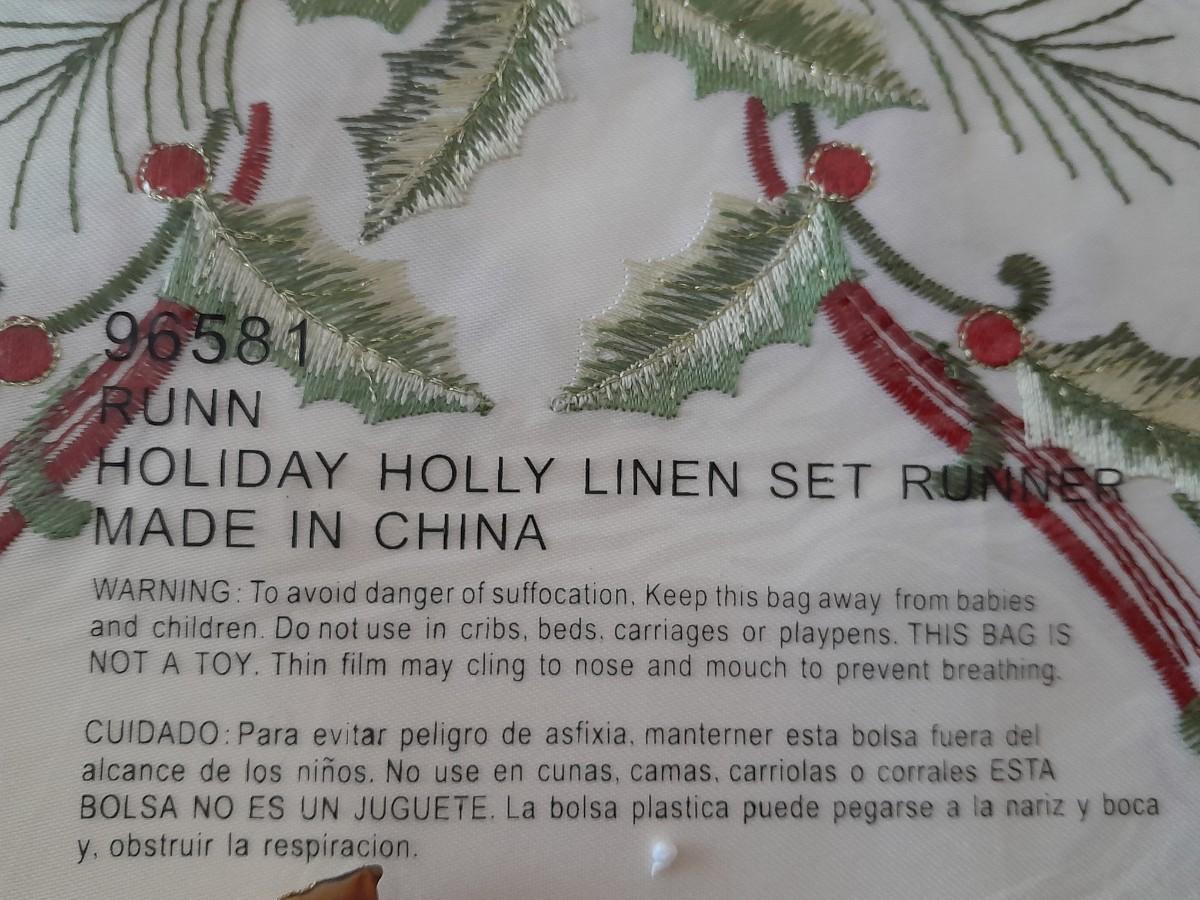 96581
RUNN
HOLIDAY HOLLY LINEN SET RUNNER
MADE IN CHINA
WARNING: To avoid danger of suffocation, Keep this bag away from babies
and children. Do not use in cribs, beds, carriages or playpens. THIS BAG IS
NOT A TOY. Thin film may cling to nose and mouch to prevent breathing.
CUIDADO: Para evitar peligro de asfixia, manterner esta bolsa fuera del
alcance de los niños. No use en cunas, camas, carriolas o corrales ESTA
BOLSA NO ES UN JUGUETE. La bolsa plastica puede pegarse a la nariz y boca
y, obstruir la respiracion.